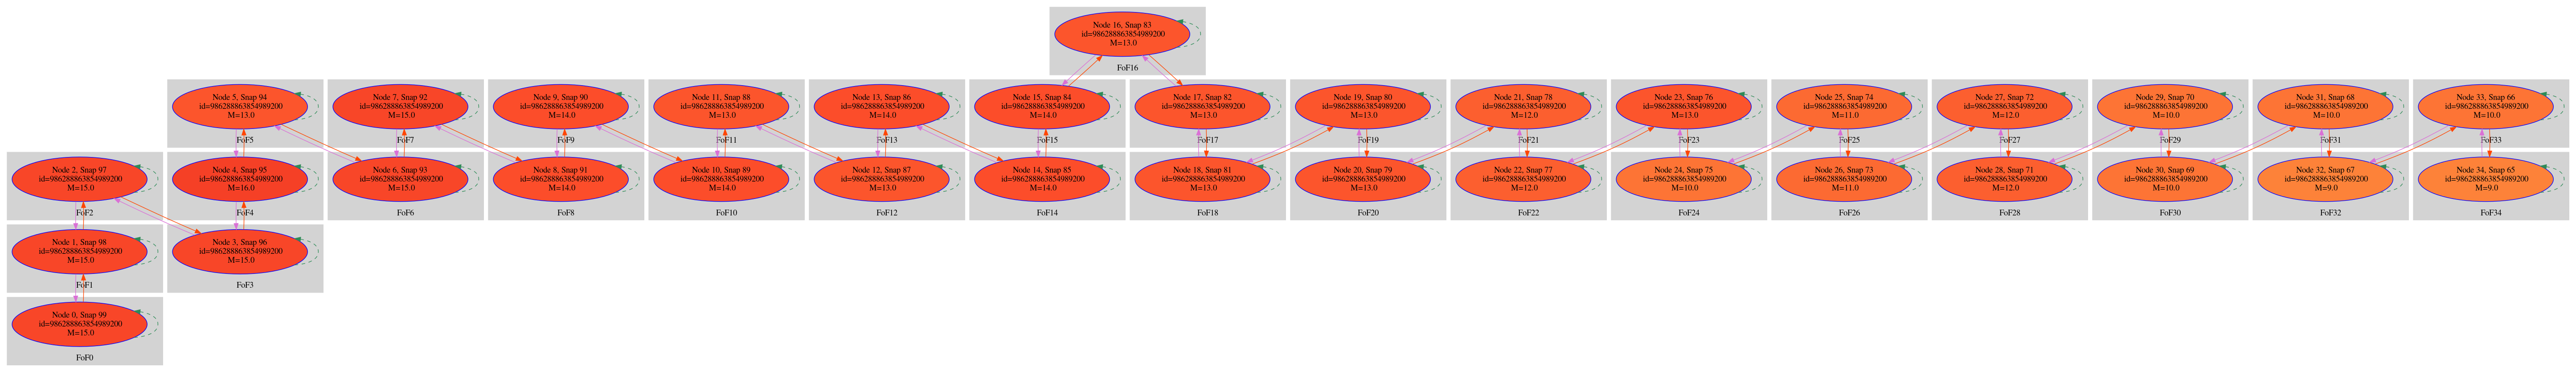 Node 16, Snap 83
id=986288863854989200
M=13.0
FoF16
Node 5, Snap 94
id=986288863854989200
M=13.0
FoF5
Node 7, Snap 92
id=986288863854989200
M=15.0
FoF7
Node 9, Snap 90
id=986288863854989200
M=14.0
FoF9
Node 11, Snap 88
id=986288863854989200
M=13.0
FoF11
Node 13, Snap 86
id=986288863854989200
M=14.0
FoF13
Node 15, Snap 84
id=986288863854989200
M=14.0
FoF15
Node 17, Snap 82
id=986288863854989200
M=13.0
FoF17
Node 19, Snap 80
id=986288863854989200
M=13.0
FoF19
Node 21, Snap 78
id=986288863854989200
M=12.0
FoF21
Node 23, Snap 76
id=986288863854989200
M=13.0
FoF23
Node 25, Snap 74
id=986288863854989200
M=11.0
FoF25
Node 27, Snap 72
id=986288863854989200
M=12.0
FoF27
Node 29, Snap 70
id=986288863854989200
M=10.0
FoF29
Node 31, Snap 68
id=986288863854989200
M=10.0
FoF31
Node 33, Snap 66
id=986288863854989200
M=10.0
FoF33
Node 2, Snap 97
id=986288863854989200
M=15.0
FoF2
Node 4, Snap 95
id=986288863854989200
M=16.0
FoF4
Node 6, Snap 93
id=986288863854989200
M=15.0
FoF6
Node 8, Snap 91
id=986288863854989200
M=14.0
FoF8
Node 10, Snap 89
id=986288863854989200
M=14.0
FoF10
Node 12, Snap 87
id=986288863854989200
M=13.0
FoF12
Node 14, Snap 85
id=986288863854989200
M=14.0
FoF14
Node 18, Snap 81
id=986288863854989200
M=13.0
FoF18
Node 20, Snap 79
id=986288863854989200
M=13.0
FoF20
Node 22, Snap 77
id=986288863854989200
M=12.0
FoF22
Node 24, Snap 75
id=986288863854989200
M=10.0
FoF24
Node 26, Snap 73
id=986288863854989200
M=11.0
FoF26
Node 28, Snap 71
id=986288863854989200
M=12.0
FoF28
Node 30, Snap 69
id=986288863854989200
M=10.0
FoF30
Node 32, Snap 67
id=986288863854989200
M=9.0
FoF32
Node 34, Snap 65
id=986288863854989200
M=9.0
FoF34
Node 1, Snap 98
id=986288863854989200
M=15.0
FoF1
Node 3, Snap 96
id=986288863854989200
M=15.0
FoF3
Node 0, Snap 99
id=986288863854989200
M=15.0
FoF0